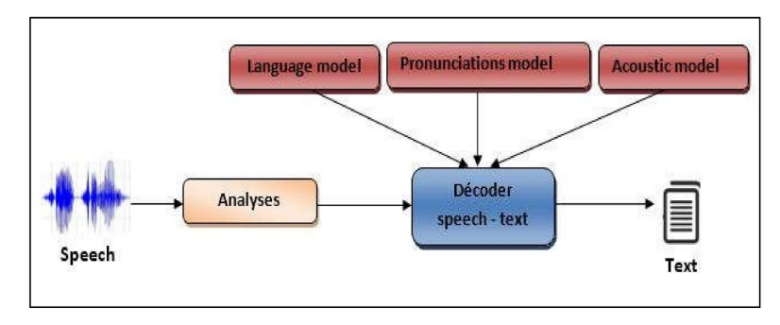 Language model
Pronunciations model
Acoustic model
Analyses
Décoder
speech - text
Speech
Text